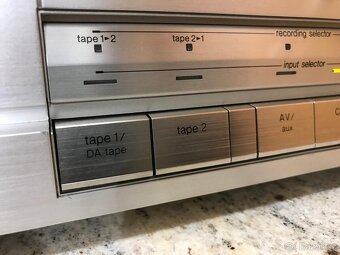 tape 1▸2
tape 2▸1
recording selector
input selector
tape 1/
DA tape
tape 2
AV/
aux